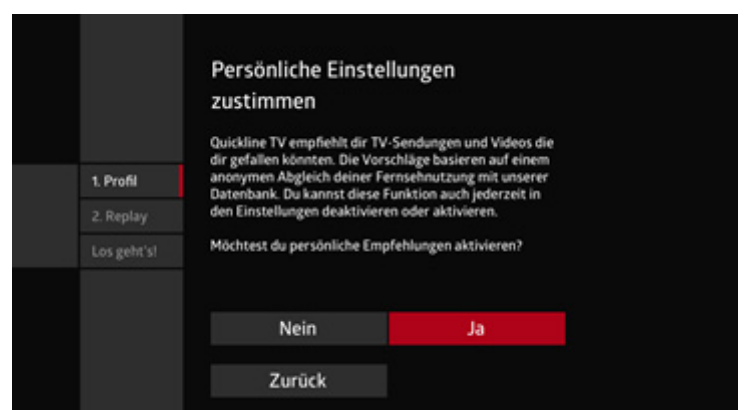 Persönliche Einstellungen
zustimmen
Quickline TV empfiehlt dir TV-Sendungen und Videos die
dir gefallen könnten. Die Vorschläge basieren auf einem
anonymen Abgleich deiner Fernsehnutzung mit unserer
Datenbank. Du kannst diese Funktion auch jederzeit in
den Einstellungen deaktivieren oder aktivieren.
Möchtest du persönliche Empfehlungen aktivieren?
1. Profil
2. Replay
Los geht's!
Nein
Ja
Zurück